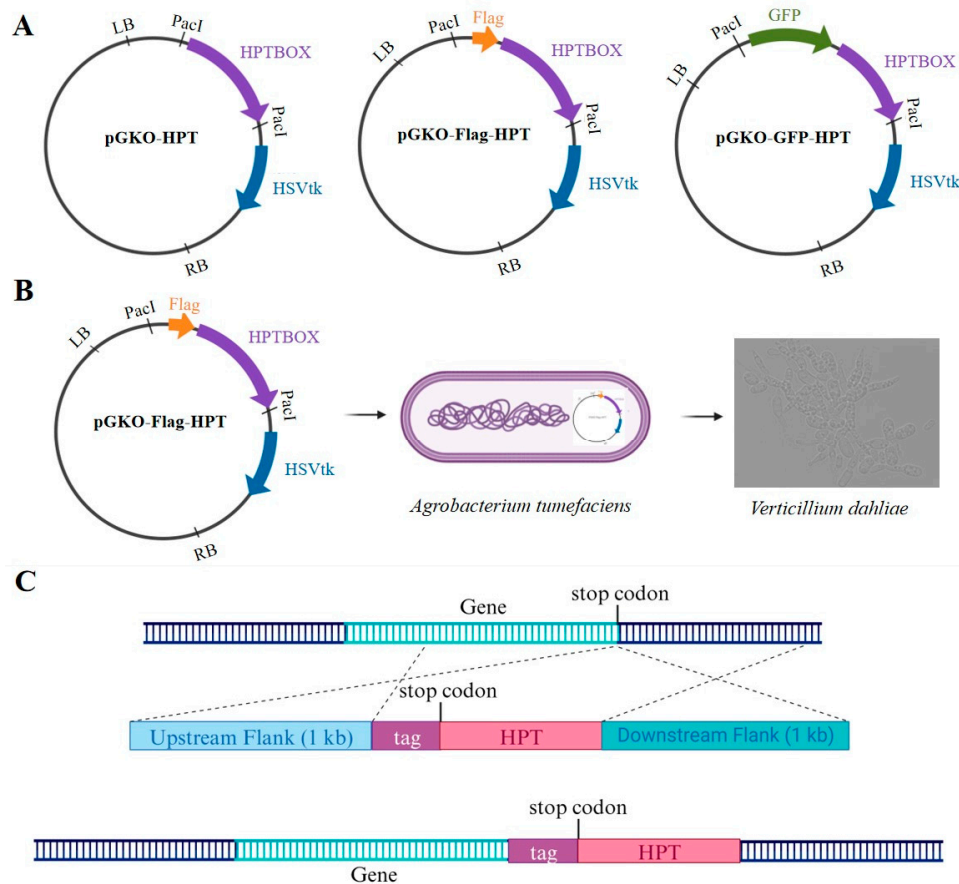 A
LB
PacI
HPTBOX
PacI
pGKO-HPT
HSVtk
RB
LB
PacI
Flag
HPTBOX
PacI
pGKO-Flag-HPT
HSVtk
RB
LB
PacI
GFP
HPTBOX
PacI
pGKO-GFP-HPT
HSVtk
RB
B
LB
PacI
Flag
HPTBOX
PacI
pGKO-Flag-HPT
HSVtk
RB
Agrobacterium tumefaciens
Verticillium dahliae
C
Gene
stop codon
stop codon
Upstream Flank (1 kb)
tag
HPT
Downstream Flank (1 kb)
stop codon
tag
HPT
Gene